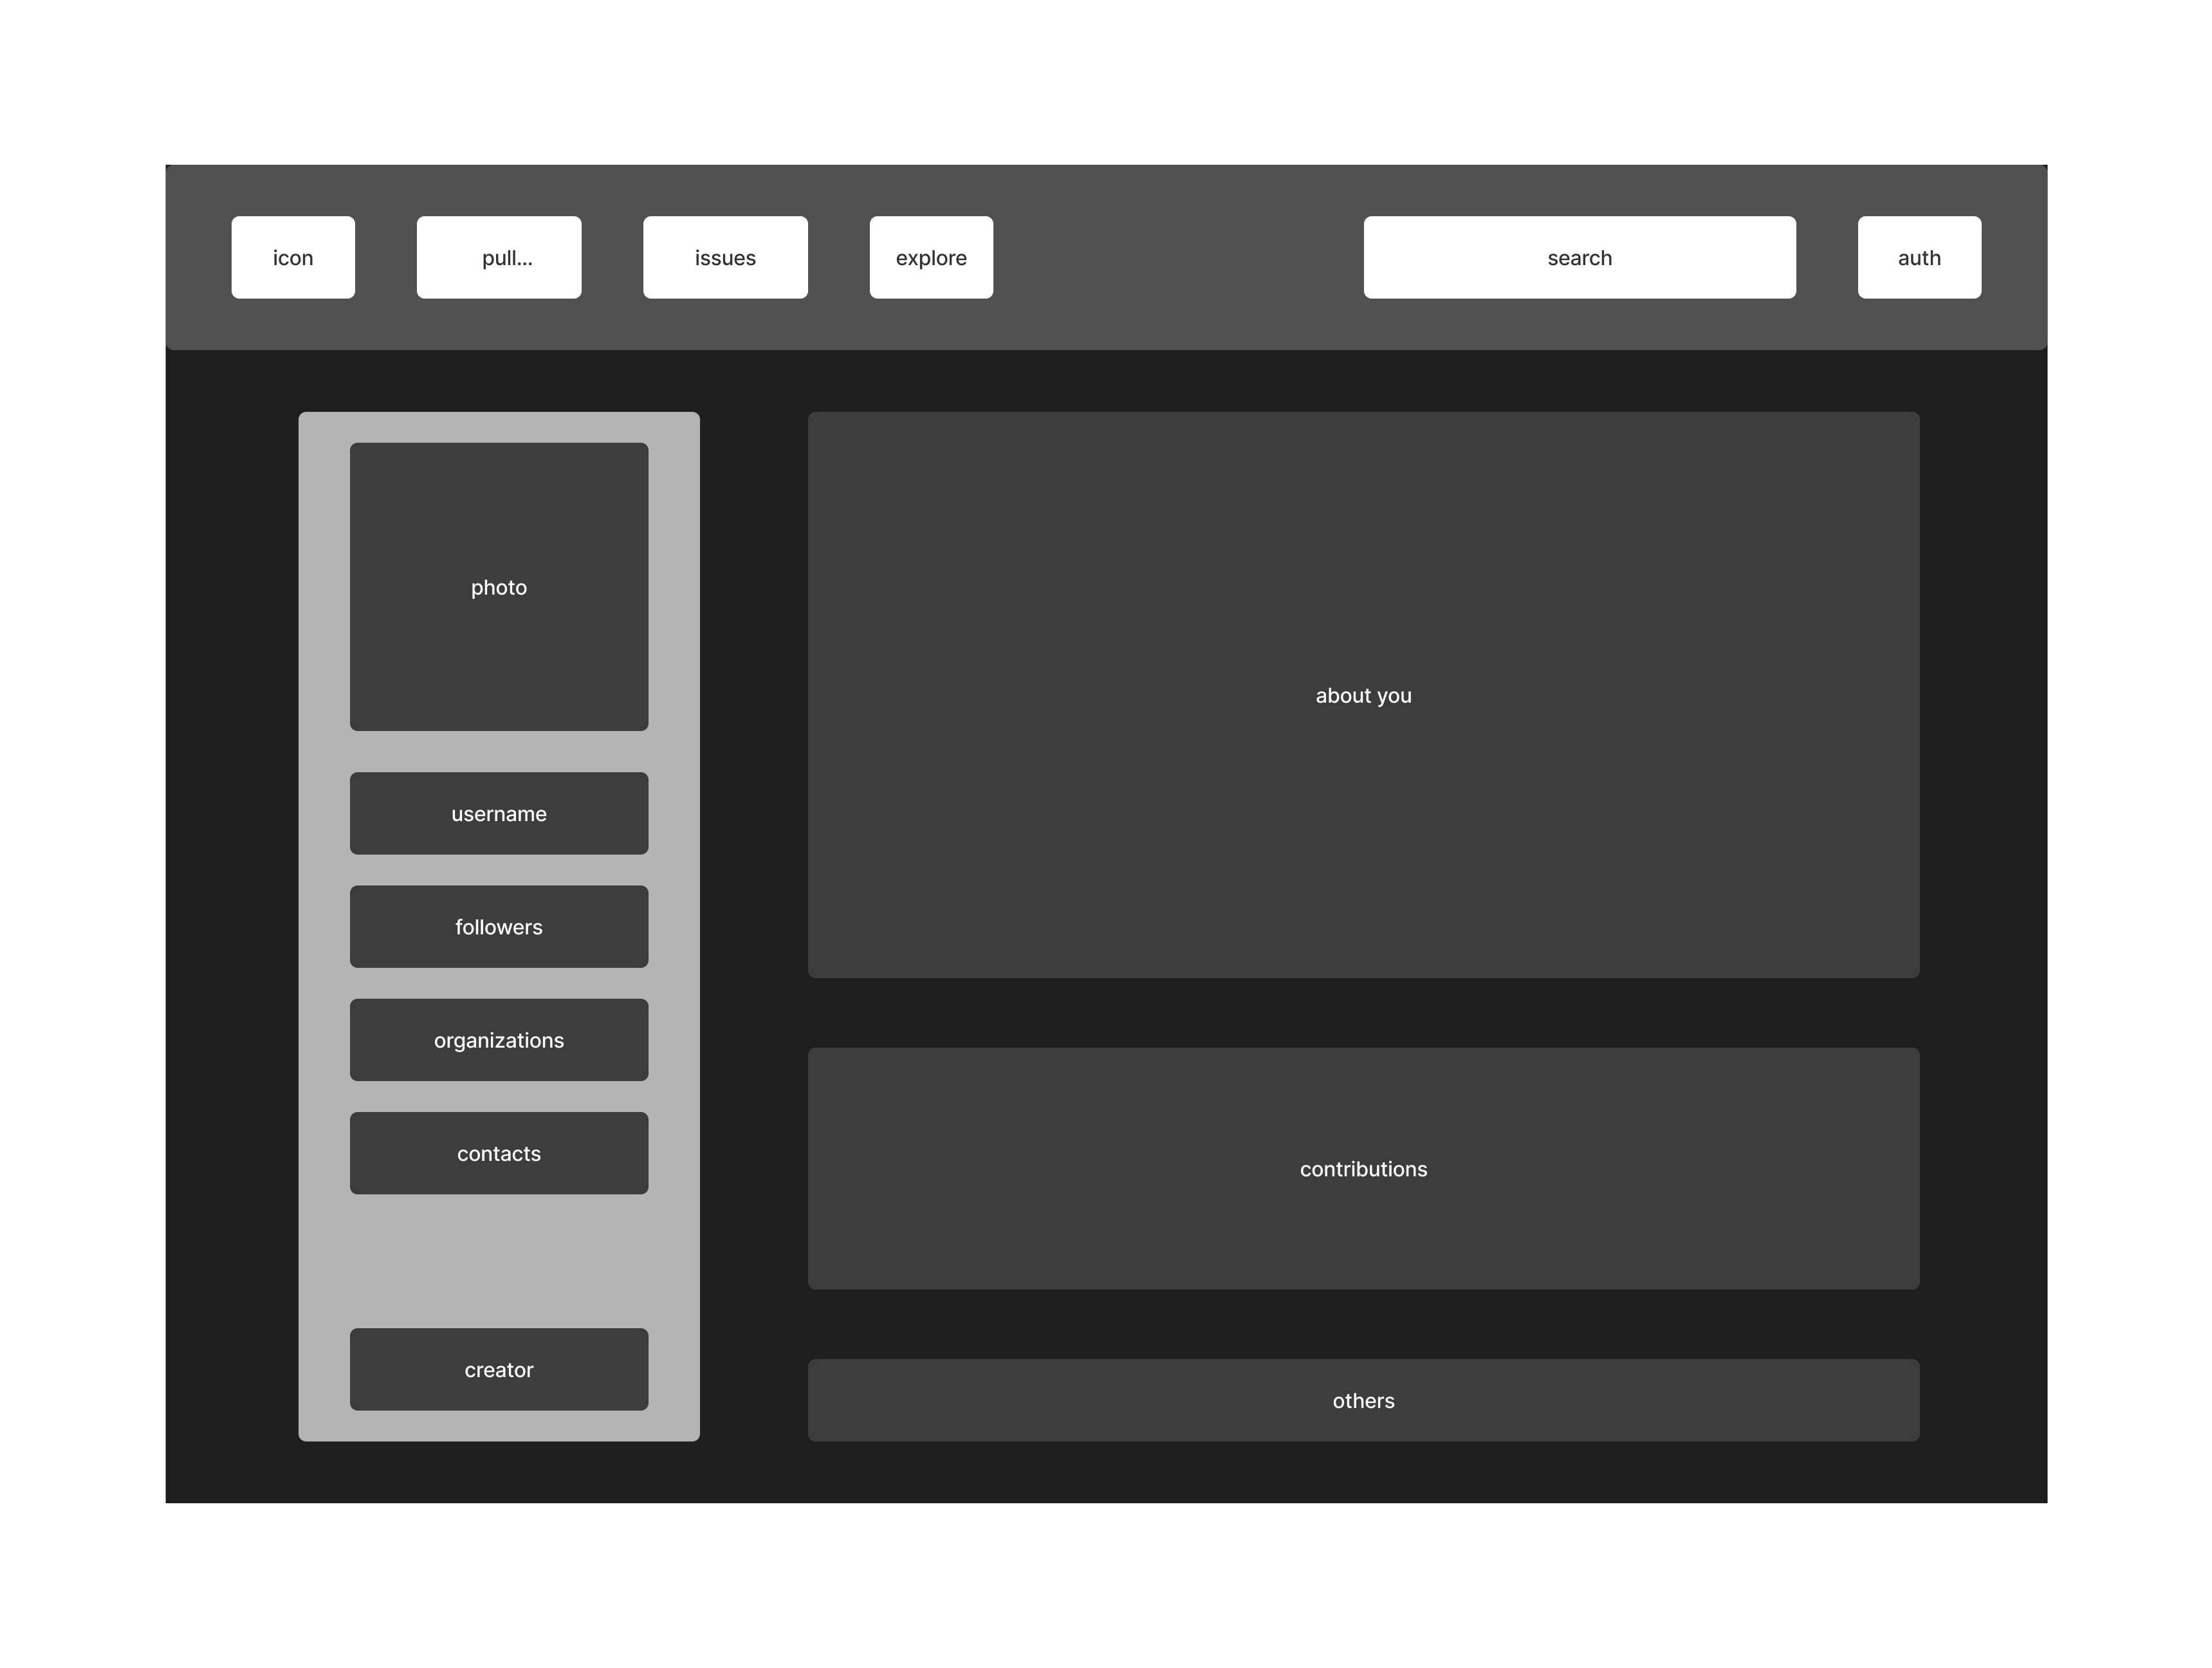 icon
pull...
issues
explore
search
auth
photo
username
followers
organizations
contacts
creator
about you
contributions
others